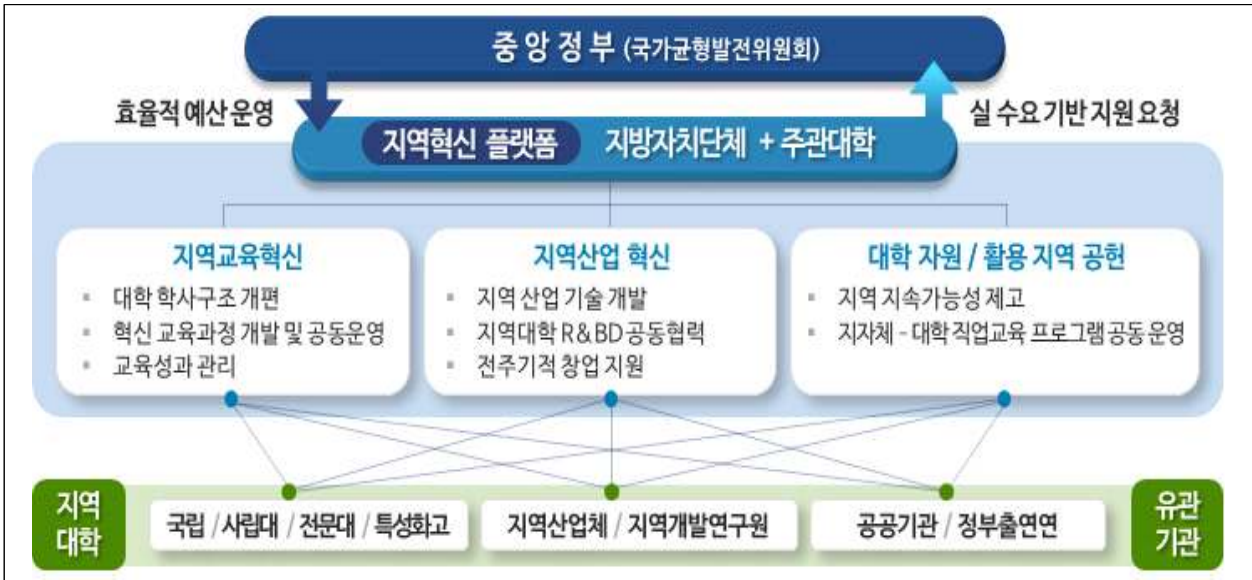 중앙정부 (국가균형발전위원회)
효율적 예산 운영
실 수요 기반 지원 요청
지역혁신 플랫폼 지방자치단체 + 주관대학
지역교육혁신
▪ 대학 학사구조 개편
▪ 혁신 교육과정 개발 및 공동운영
▪ 교육성과 관리
지역산업 혁신
▪ 지역 산업 기술 개발
▪ 지역대학 R&BD 공동협력
▪ 전주기적 창업 지원
대학 자원 / 활용 지역 공헌
▪ 지역 지속가능성 제고
▪ 지자체 - 대학 직업교육 프로그램 공동 운영
지역
대학
국립 / 사립대 / 전문대 / 특성화고
지역산업체 / 지역개발연구원
공공기관 / 정부출연연
유관
기관